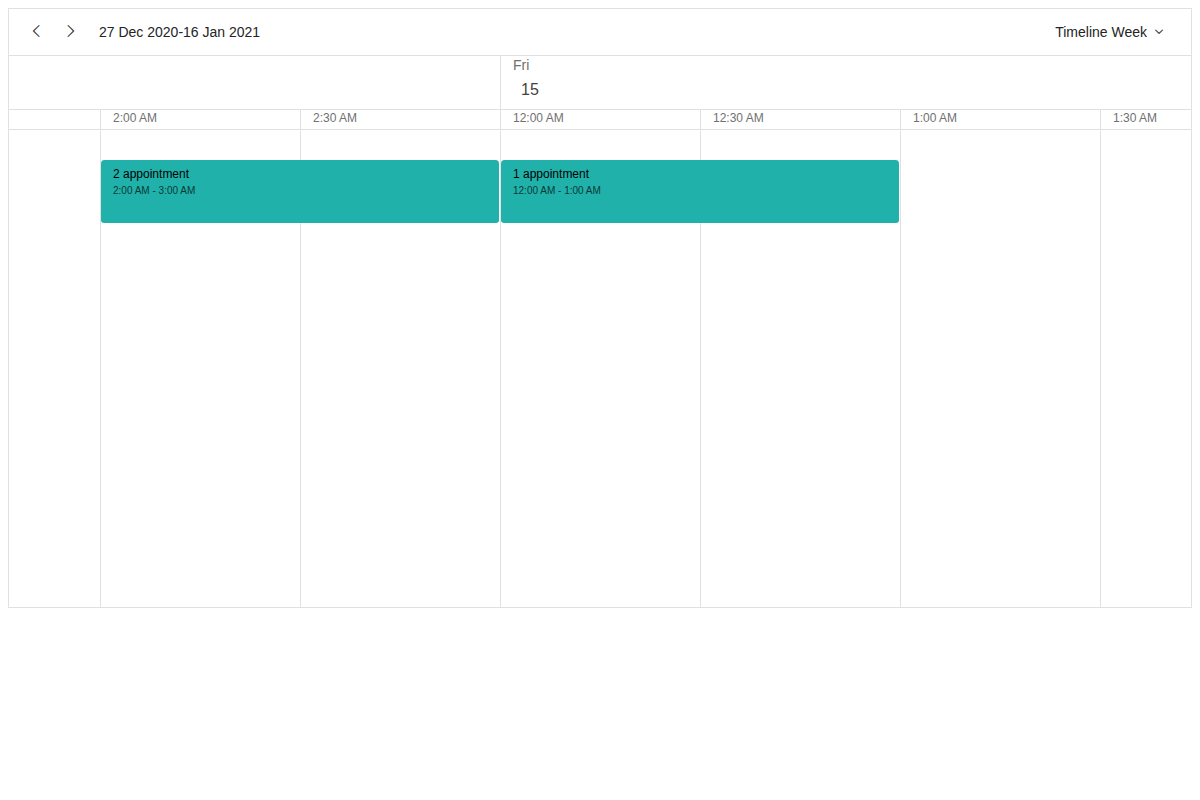 27 Dec 2020-16 Jan 2021
Timeline Week
Fri
15
2:00 AM
2:30 AM
12:00 AM
12:30 AM
1:00 AM
1:30 AM
2 appointment
2:00 AM - 3:00 AM
1 appointment
12:00 AM - 1:00 AM